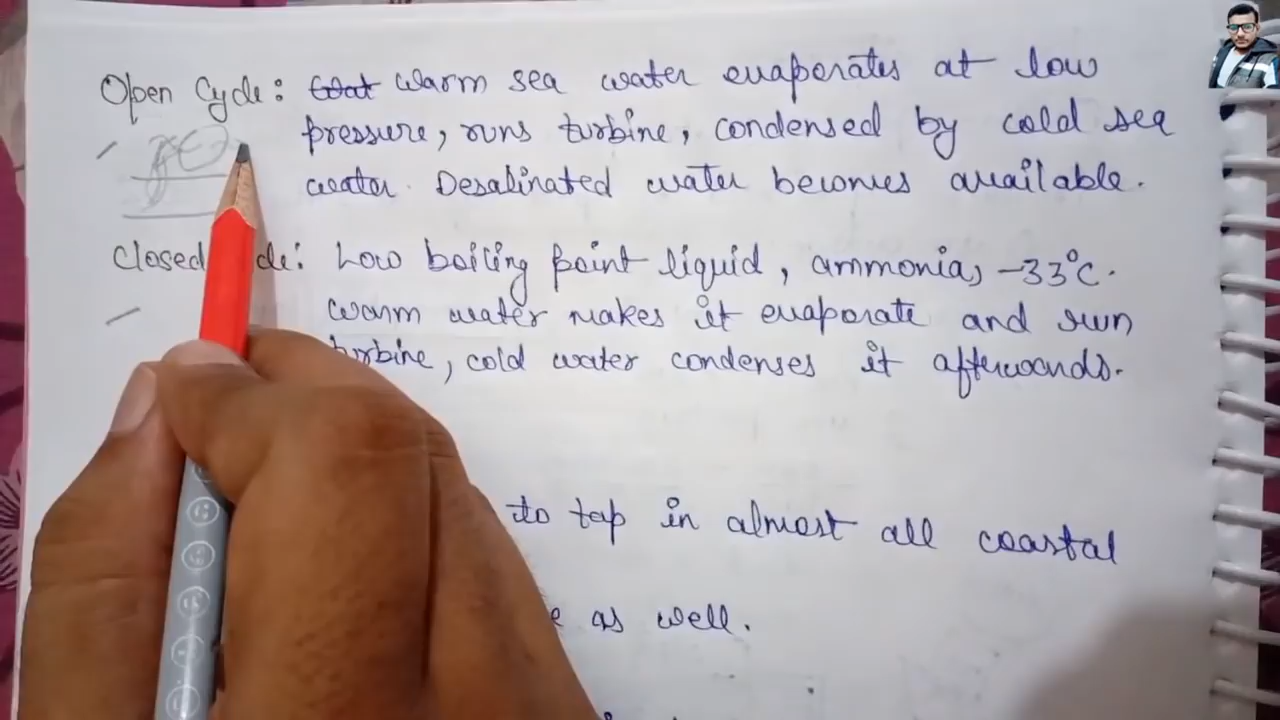 Open Cycle: warm sea water evaporates at low
pressure, runs turbine, condensed by cold sea
water. Desalinated water becomes available.
Closed de: Low boiling point liquid, ammonia, -33°C.
warm water makes it evaporate and run
turbine, cold water condenses it afterwards.
to tap in almost all coastal
e as well.